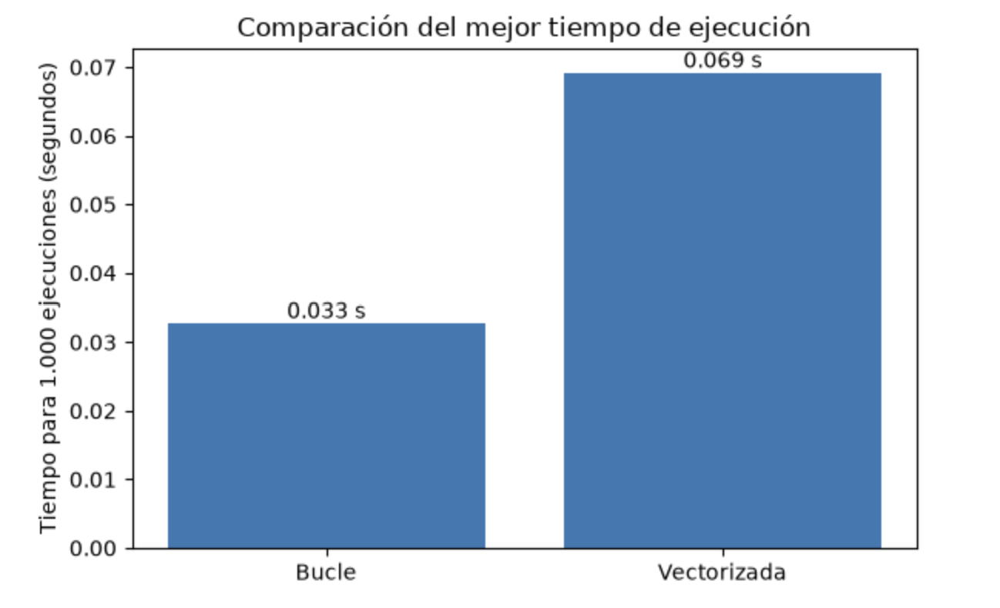 Comparación del mejor tiempo de ejecución
Tiempo para 1.000 ejecuciones (segundos)
0.07
0.06
0.05
0.04
0.03
0.02
0.01
0.00
0.033 s
0.069 s
Bucle
Vectorizada